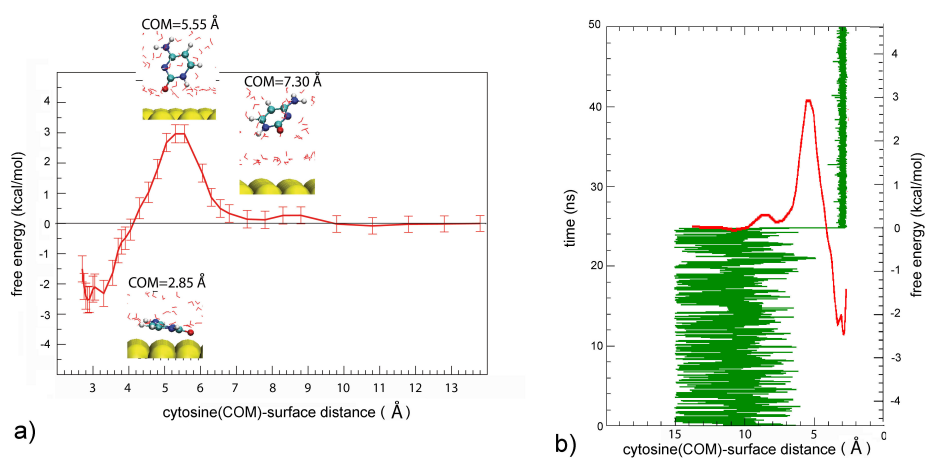 COM=5.55 Å
COM=7.30 Å
COM=2.85 Å
4
3
2
1
0
-1
-2
-3
-4
free energy (kcal/mol)
3 4 5 6 7 8 9 10 11 12 13
cytosine(COM)-surface distance ( Å )
a)
50
40
30
20
10
0
time (ns)
4
3
2
1
0
-1
-2
-3
-4
free energy (kcal/mol)
15 10 5 0
cytosine(COM)-surface distance ( Å )
b)